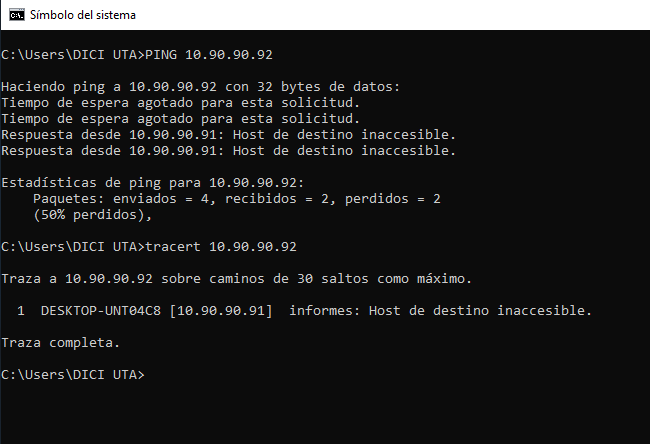 Símbolo del sistema
C:\Users\DICI UTA>PING 10.90.90.92
Haciendo ping a 10.90.90.92 con 32 bytes de datos:
Tiempo de espera agotado para esta solicitud.
Tiempo de espera agotado para esta solicitud.
Respuesta desde 10.90.90.91: Host de destino inaccesible.
Respuesta desde 10.90.90.91: Host de destino inaccesible.
Estadísticas de ping para 10.90.90.92:
    Paquetes: enviados = 4, recibidos = 2, perdidos = 2
    (50% perdidos),
C:\Users\DICI UTA>tracert 10.90.90.92
Traza a 10.90.90.92 sobre caminos de 30 saltos como máximo.
  1  DESKTOP-UNT04C8 [10.90.90.91]  informes: Host de destino inaccesible.
Traza completa.
C:\Users\DICI UTA>